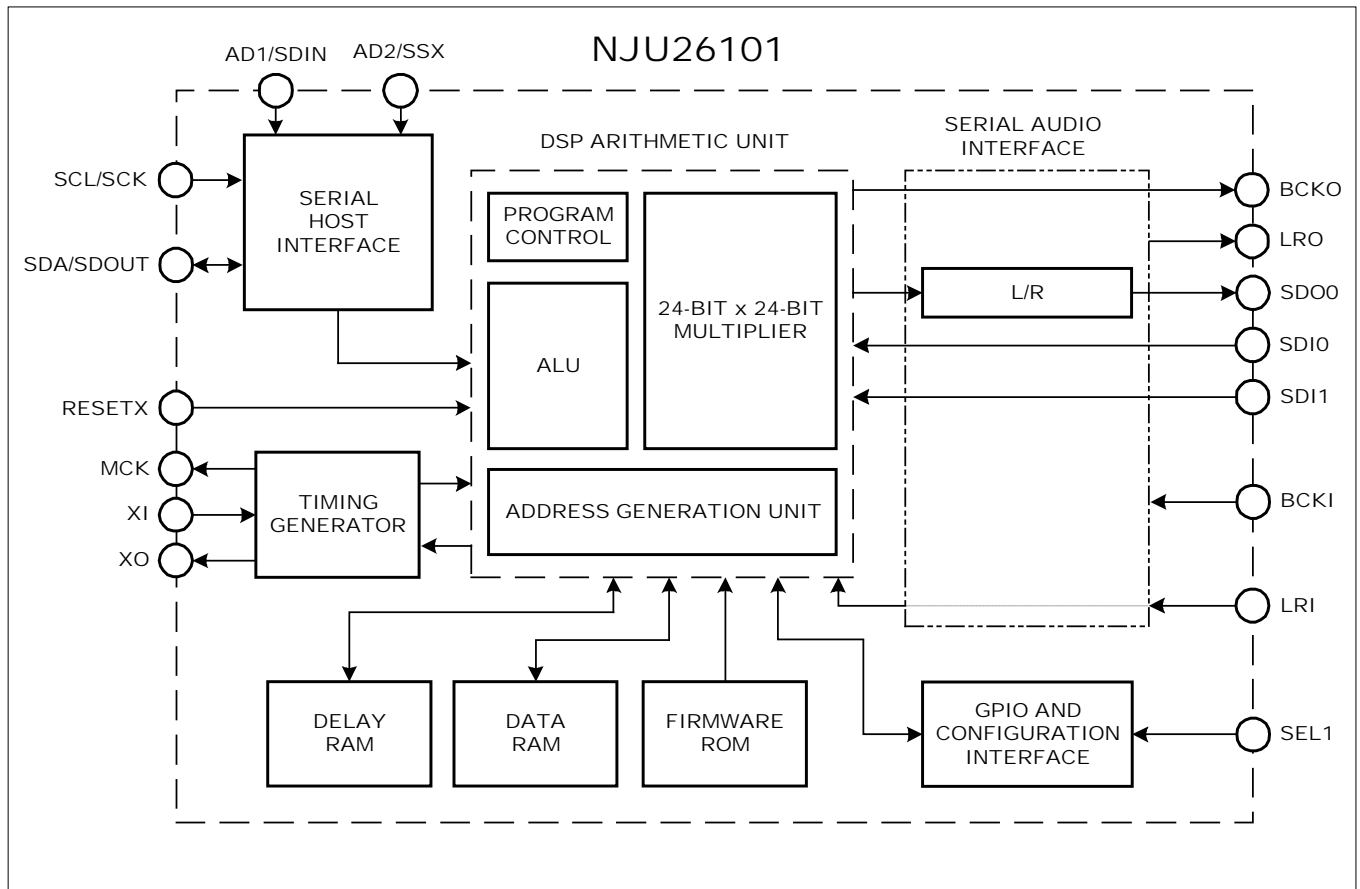 NJU26101
AD1/SDIN
AD2/SSX
SCL/SCK
SDA/SDOUT
RESETX
MCK
XI
XO
SERIAL
HOST
INTERFACE
TIMING
GENERATOR
DSP ARITHMETIC UNIT
PROGRAM
CONTROL
ALU
24-BIT x 24-BIT
MULTIPLIER
ADDRESS GENERATION UNIT
SERIAL AUDIO
INTERFACE
L/R
BCKO
LRO
SDO0
SDI0
SDI1
BCKI
LRI
SEL1
DELAY
RAM
DATA
RAM
FIRMWARE
ROM
GPIO AND
CONFIGURATION
INTERFACE